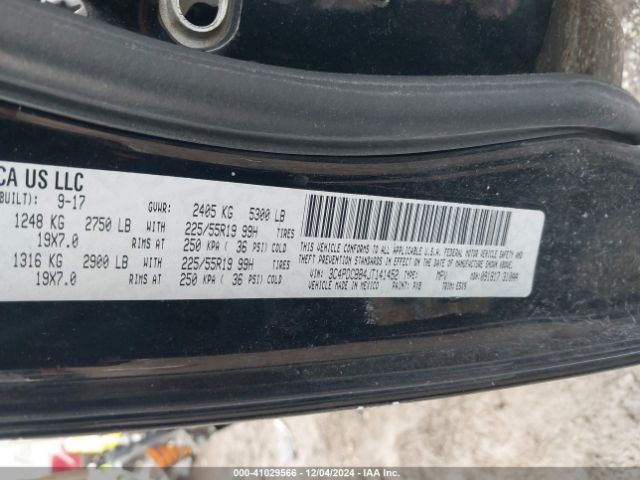 CA US LLC
BUILT): 9-17 GVWR: 2405 KG 5300 LB
1248 KG 2750 LB WITH 225/55R19 99H TIRES
19X7.0 RIMS AT 250 KPA ( 36 PSI) COLD
1316 KG 2900 LB WITH 225/55R19 99H TIRES
19X7.0 RIMS AT 250 KPA ( 36 PSI) COLD
THIS VEHICLE CONFORMS TO ALL APPLICABLE U.S.A. FEDERAL MOTOR VEHICLE SAFETY AND
THEFT PREVENTION STANDARDS IN EFFECT ON THE DATE OF MANUFACTURE SHOWN ABOVE.
VIN: 3C4PDCBB4JT141452 TYPE: MPV
VEHICLE MADE IN MEXICO PAINT: TRIM:
000-41029566 • 12/04/2024 • IAAI.com